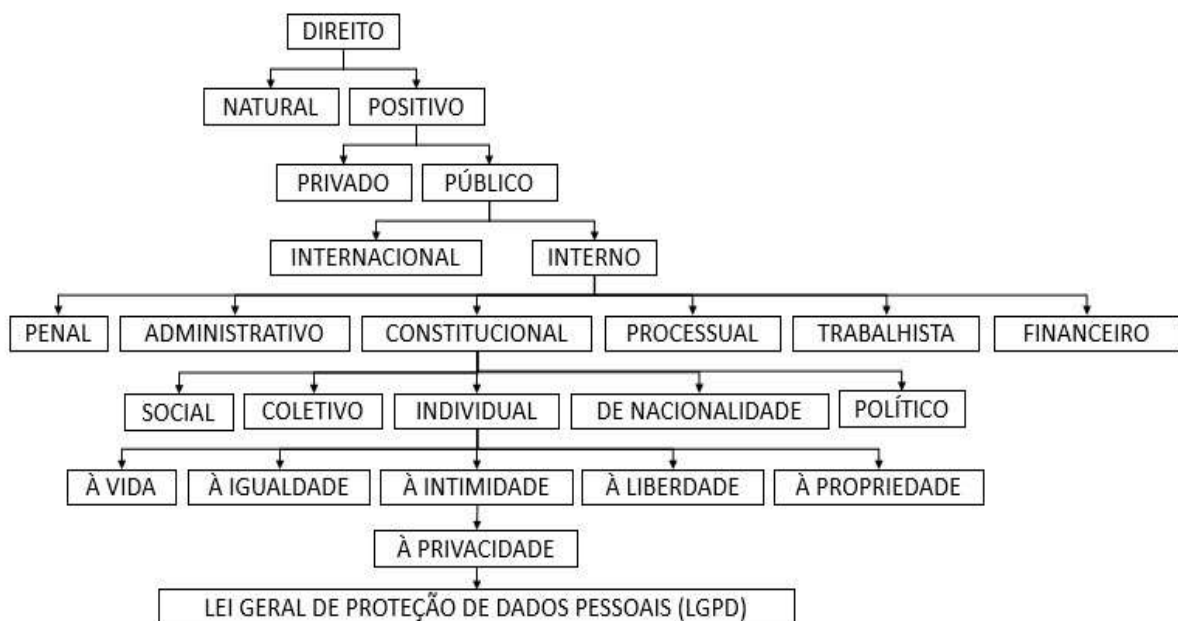 DIREITO
NATURAL POSITIVO
PRIVADO PÚBLICO
INTERNACIONAL INTERNO
PENAL ADMINISTRATIVO CONSTITUCIONAL PROCESSUAL TRABALHISTA FINANCEIRO
SOCIAL COLETIVO INDIVIDUAL DE NACIONALIDADE POLÍTICO
À VIDA À IGUALDADE À INTIMIDADE À LIBERDADE À PROPRIEDADE
À PRIVACIDADE
LEI GERAL DE PROTEÇÃO DE DADOS PESSOAIS (LGPD)